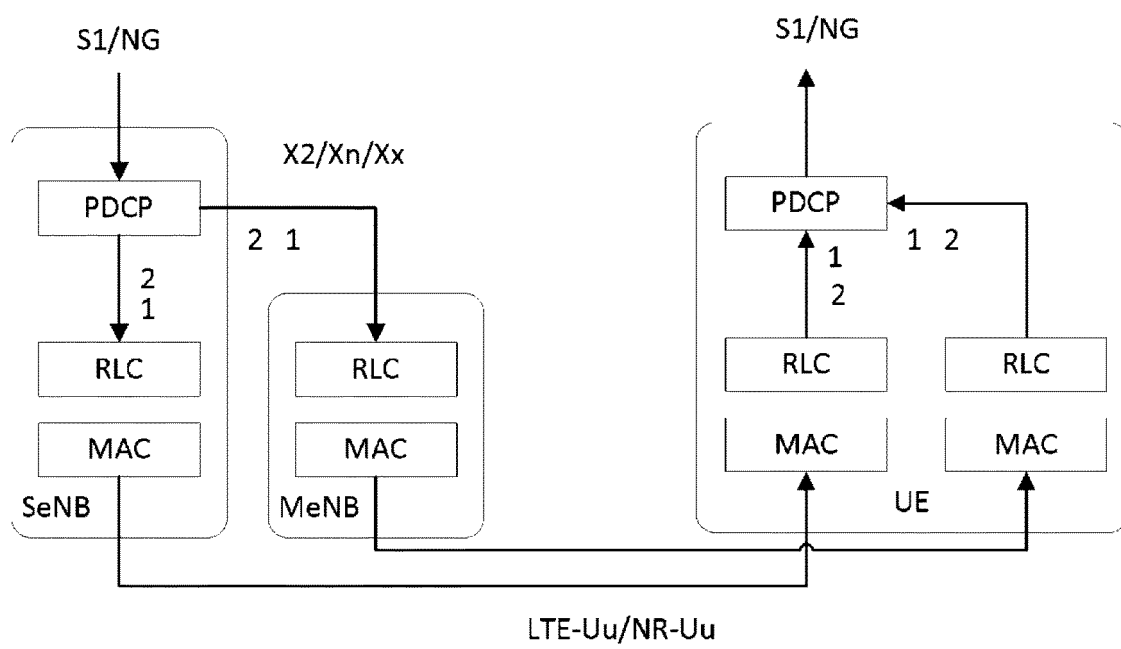 S1/NG
S1/NG
X2/Xn/Xx
PDCP
PDCP
2 1
1 2
2
1
1
2
RLC
RLC
RLC
RLC
MAC
MAC
MAC
MAC
SeNB
MeNB
UE
LTE-Uu/NR-Uu